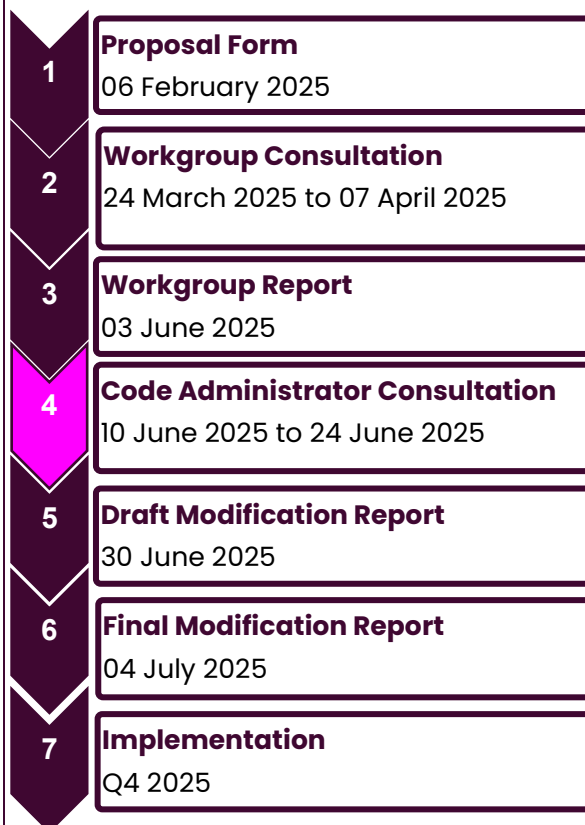 1
Proposal Form
06 February 2025
2
Workgroup Consultation
24 March 2025 to 07 April 2025
3
Workgroup Report
03 June 2025
4
Code Administrator Consultation
10 June 2025 to 24 June 2025
5
Draft Modification Report
30 June 2025
6
Final Modification Report
04 July 2025
7
Implementation
Q4 2025